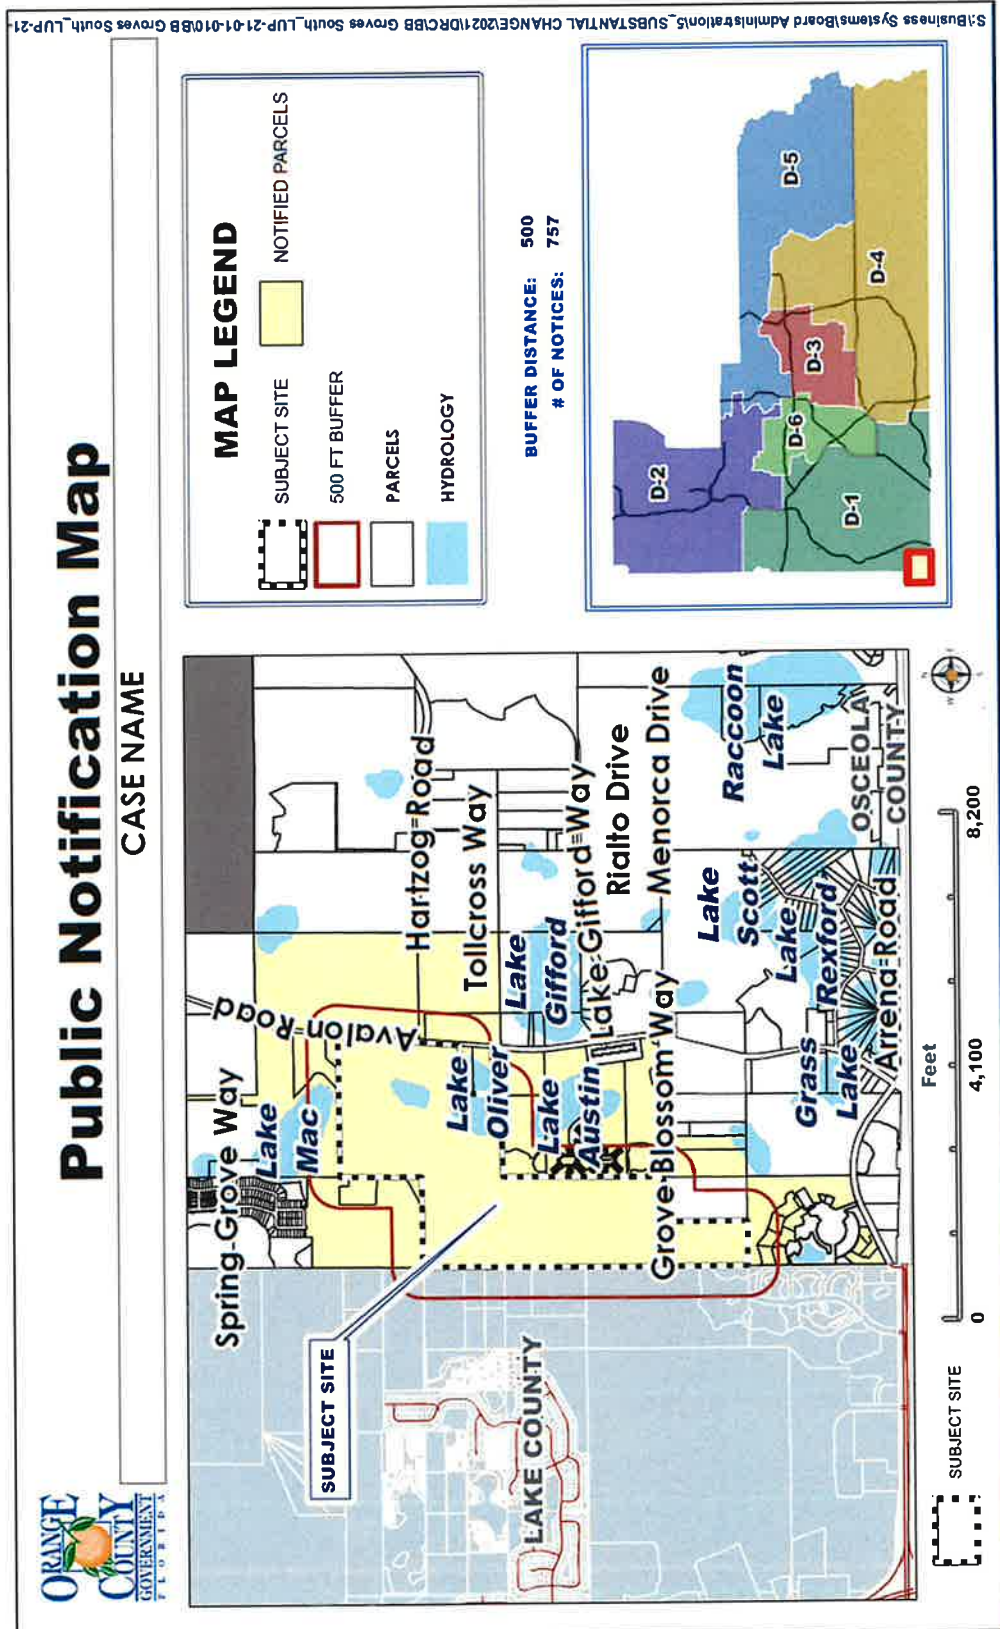 Public Notification Map
CASE NAME
ORANGE
COUNTY
GOVERNMENT
FLORIDA
MAP LEGEND
SUBJECT SITE
NOTIFIED PARCELS
500 FT BUFFER
PARCELS
HYDROLOGY
BUFFER DISTANCE: 500
# OF NOTICES: 757
D-2
D-5
D-6
D-3
D-4
D-1
Spring-Grove Way
Avalon Road
Lake
Mac
Hartzog Road
Tollcross Way
Lake
Oliver
Lake
Gifford
Lake Gifford Way
Lake
Austin
Rialto Drive
Grove Blossom Way
Menorca Drive
Lake
Scott
Raccoon
Lake
Grass
Lake
Lake
Rexford
Arrena Road
OSCEOLA
COUNTY
SUBJECT SITE
LAKE COUNTY
SUBJECT SITE
Feet
0
4,100
8,200
N
E
S
W
S:\Business Systems\Board Administration\5_SUBSTANTIAL CHANGE\2021\DRC\BB Groves South_LUP-21-01-010\BB Groves South_LUP-21-